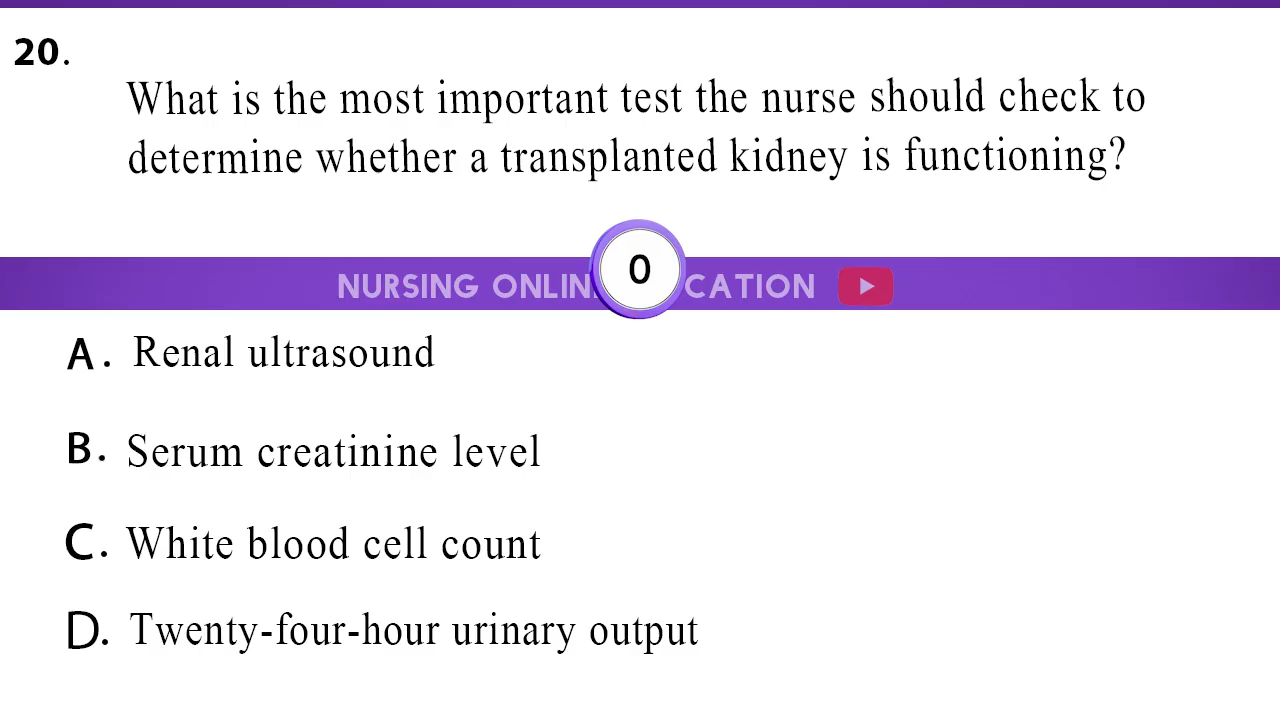 20.
What is the most important test the nurse should check to
determine whether a transplanted kidney is functioning?
NURSING ONLIN
0
CATION
A. Renal ultrasound
B. Serum creatinine level
C. White blood cell count
D. Twenty-four-hour urinary output